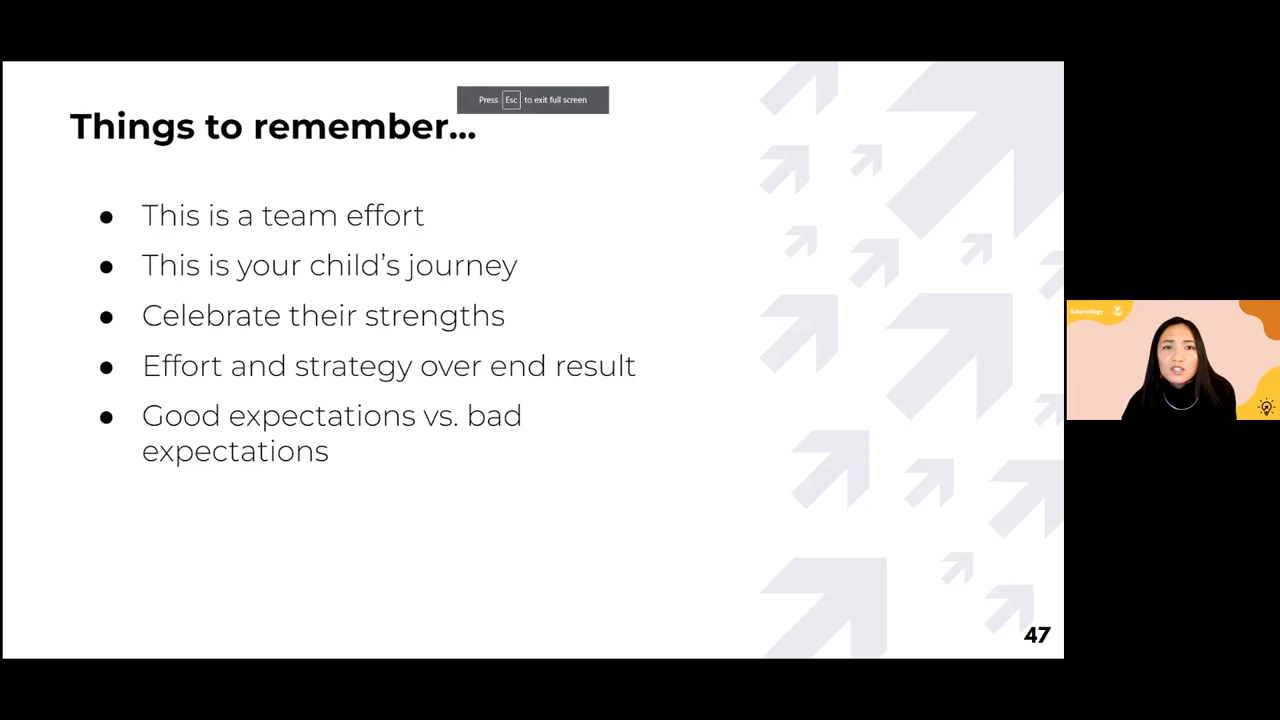 Press Esc to exit full screen
Things to remember...
● This is a team effort
● This is your child's journey
● Celebrate their strengths
● Effort and strategy over end result
● Good expectations vs. bad
expectations
futureology
47